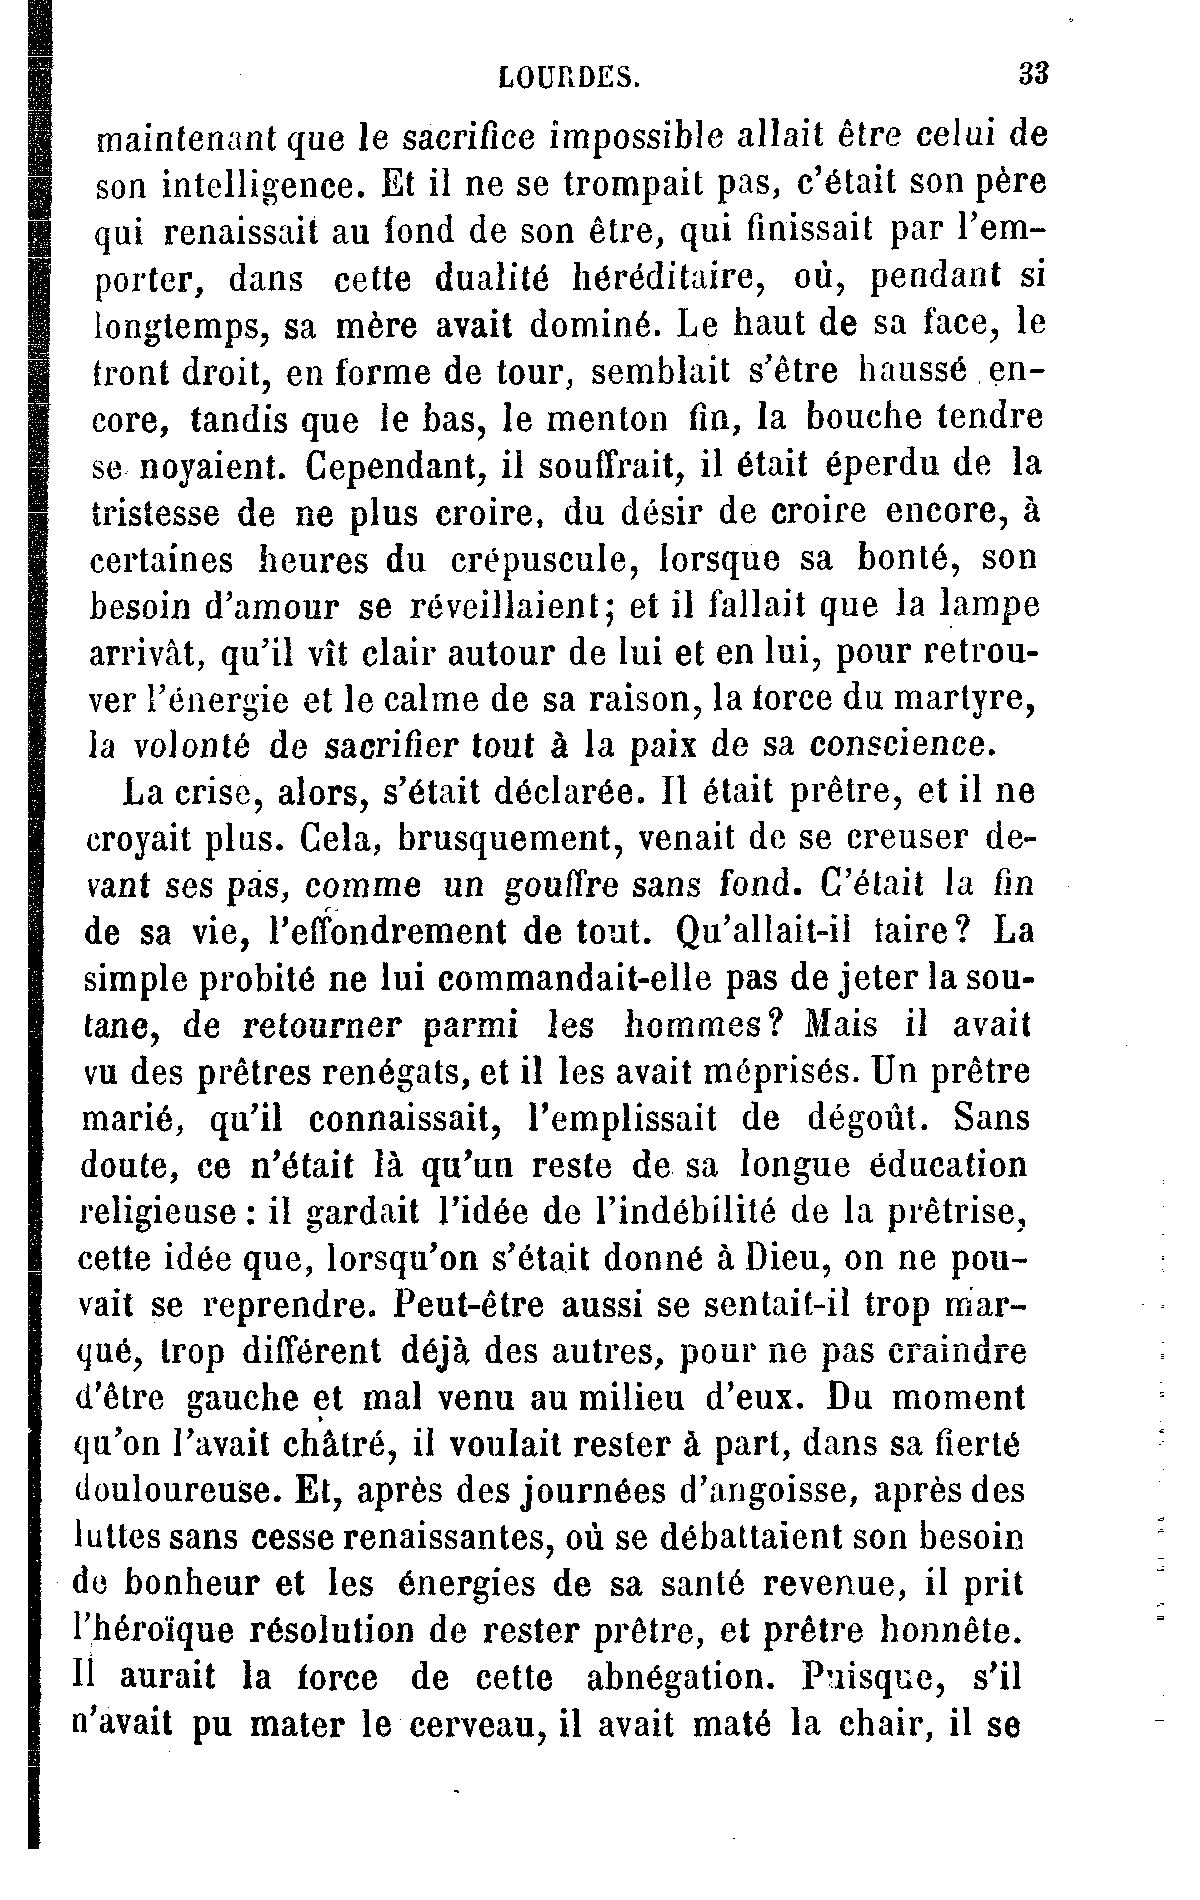 LOURDES. 33
maintenant que le sacrifice impossible allait être celui de
son intelligence. Et il ne se trompait pas, c'était son père
qui renaissait au fond de son être, qui finissait par l'em-
porter, dans cette dualité héréditaire, où, pendant si
longtemps, sa mère avait dominé. Le haut de sa face, le
front droit, en forme de tour, semblait s'être haussé en-
core, tandis que le bas, le menton fin, la bouche tendre
se noyaient. Cependant, il souffrait, il était éperdu de la
tristesse de ne plus croire, du désir de croire encore, à
certaines heures du crépuscule, lorsque sa bonté, son
besoin d'amour se réveillaient; et il fallait que la lampe
arrivât, qu'il vît clair autour de lui et en lui, pour retrou-
ver l'énergie et le calme de sa raison, la force du martyre,
la volonté de sacrifier tout à la paix de sa conscience.
La crise, alors, s'était déclarée. Il était prêtre, et il ne
croyait plus. Cela, brusquement, venait de se creuser de-
vant ses pas, comme un gouffre sans fond. C'était la fin
de sa vie, l'effondrement de tout. Qu'allait-il faire? La
simple probité ne lui commandait-elle pas de jeter la sou-
tane, de retourner parmi les hommes? Mais il avait
vu des prêtres renégats, et il les avait méprisés. Un prêtre
marié, qu'il connaissait, l'emplissait de dégoût. Sans
doute, ce n'était là qu'un reste de sa longue éducation
religieuse : il gardait l'idée de l'indébilité de la prêtrise,
cette idée que, lorsqu'on s'était donné à Dieu, on ne pou-
vait se reprendre. Peut-être aussi se sentait-il trop mar-
qué, trop différent déjà des autres, pour ne pas craindre
d'être gauche et mal venu au milieu d'eux. Du moment
qu'on l'avait châtré, il voulait rester à part, dans sa fierté
douloureuse. Et, après des journées d'angoisse, après des
luttes sans cesse renaissantes, où se débattaient son besoin
de bonheur et les énergies de sa santé revenue, il prit
l'héroïque résolution de rester prêtre, et prêtre honnête.
Il aurait la force de cette abnégation. Puisque, s'il
n'avait pu mater le cerveau, il avait maté la chair, il se